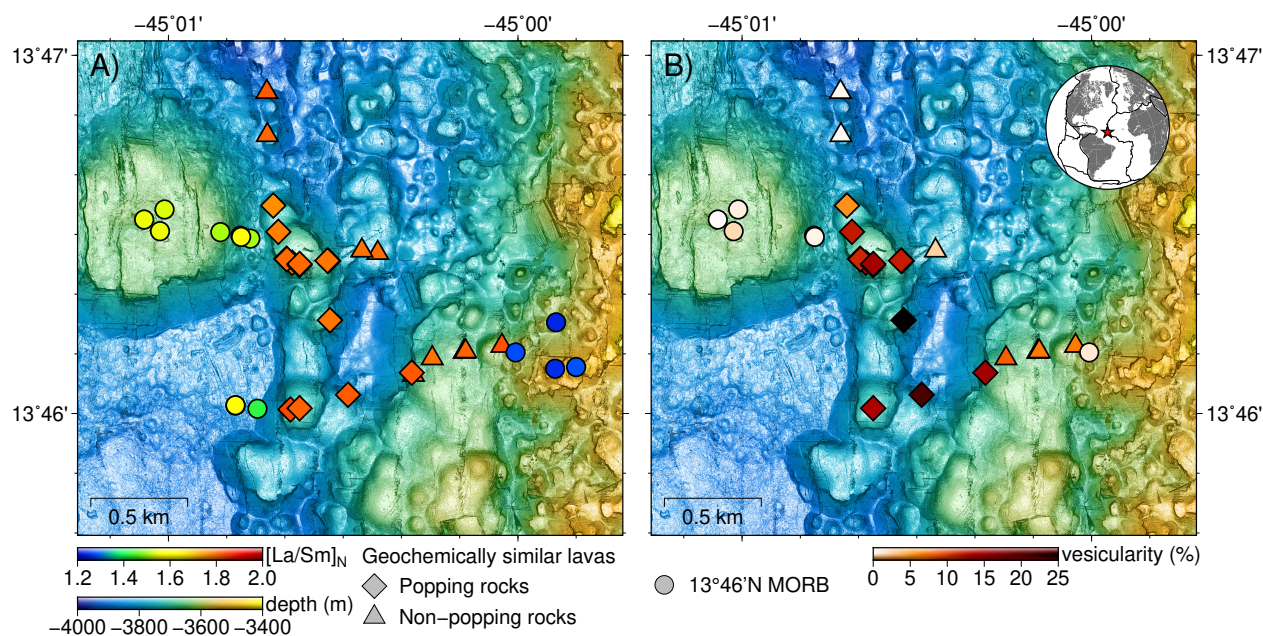 −45°01' −45°00' −45°01' −45°00'
13°47' A) B) 13°47'
13°46' 13°46'
0.5 km 0.5 km
[La/Sm]N Geochemically similar lavas vesicularity (%)
1.2 1.4 1.6 1.8 2.0 Popping rocks 0 5 10 15 20 25
13°46'N MORB
depth (m) Non−popping rocks
−4000 −3800 −3600 −3400